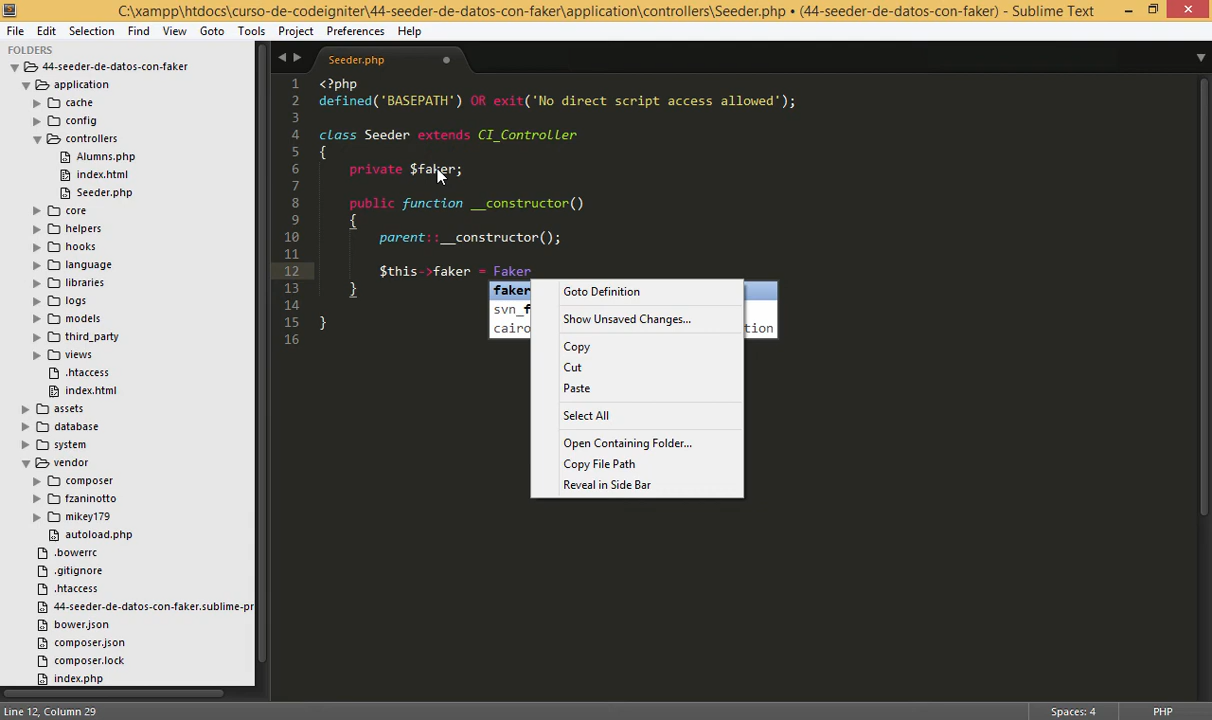 C:\xampp\htdocs\curso-de-codeigniter\44-seeder-de-datos-con-faker\application\controllers\Seeder.php • (44-seeder-de-datos-con-faker) - Sublime Text
File Edit Selection Find View Goto Tools Project Preferences Help
FOLDERS
44-seeder-de-datos-con-faker
application
cache
config
controllers
Alumns.php
index.html
Seeder.php
core
helpers
hooks
language
libraries
logs
models
third_party
views
.htaccess
index.html
assets
database
system
vendor
composer
fzaninotto
mikey179
autoload.php
.bowerrc
.gitignore
.htaccess
44-seeder-de-datos-con-faker.sublime-pr
bower.json
composer.json
composer.lock
index.php
Seeder.php
1 <?php
2 defined('BASEPATH') OR exit('No direct script access allowed');
3
4 class Seeder extends CI_Controller
5 {
6 private $faker;
7
8 public function __constructor()
9 {
10 parent::__constructor();
11
12 $this->faker = Faker
13 }
14
15 }
16
faker
svn_f
cairo
tion
Goto Definition
Show Unsaved Changes...
Copy
Cut
Paste
Select All
Open Containing Folder...
Copy File Path
Reveal in Side Bar
Line 12, Column 29
Spaces: 4
PHP